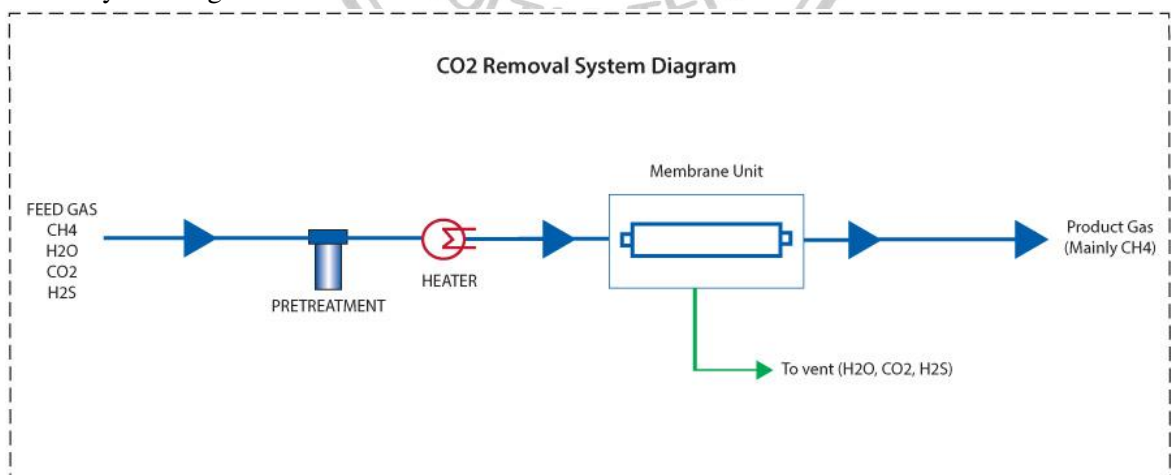 CO2 Removal System Diagram
Membrane Unit
FEED GAS
CH4
H2O
CO2
H2S
PRETREATMENT
HEATER
Product Gas
(Mainly CH4)
To vent (H2O, CO2, H2S)